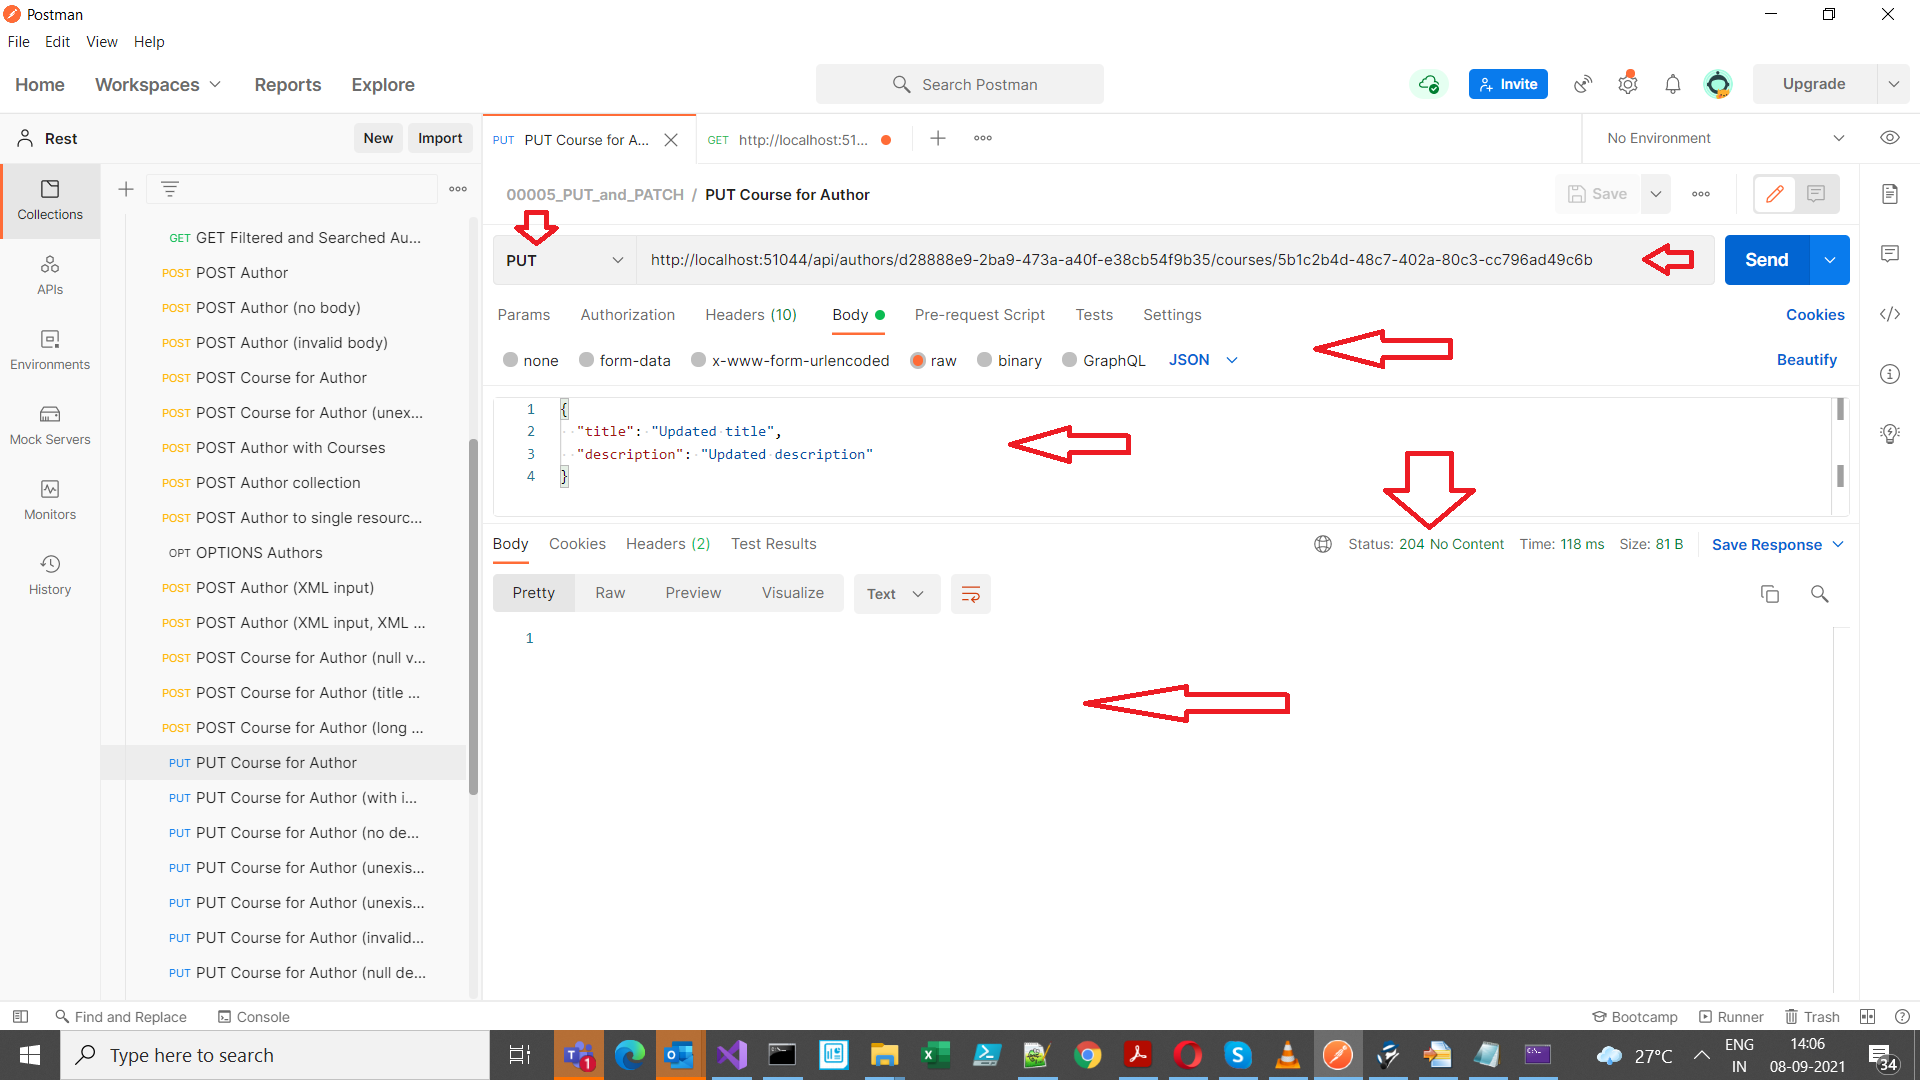 Postman
File Edit View Help
Home Workspaces Reports Explore
Search Postman
Invite
Upgrade
Rest
New Import
PUT PUT Course for A...
GET http://localhost:51...
No Environment
Collections
APIs
Environments
Mock Servers
Monitors
History
GET GET Filtered and Searched Au...
POST POST Author
POST POST Author (no body)
POST POST Author (invalid body)
POST POST Course for Author
POST POST Course for Author (unex...
POST POST Author with Courses
POST POST Author collection
POST POST Author to single resourc...
OPT OPTIONS Authors
POST POST Author (XML input)
POST POST Author (XML input, XML ...
POST POST Course for Author (null v...
POST POST Course for Author (title ...
POST POST Course for Author (long ...
PUT PUT Course for Author
PUT PUT Course for Author (with i...
PUT PUT Course for Author (no de...
PUT PUT Course for Author (unexis...
PUT PUT Course for Author (unexis...
PUT PUT Course for Author (invalid...
PUT PUT Course for Author (null de...
00005_PUT_and_PATCH / PUT Course for Author
Save
PUT
http://localhost:51044/api/authors/d28888e9-2ba9-473a-a40f-e38cb54f9b35/courses/5b1c2b4d-48c7-402a-80c3-cc796ad49c6b
Send
Params Authorization Headers (10) Body Pre-request Script Tests Settings Cookies
none form-data x-www-form-urlencoded raw binary GraphQL JSON Beautify
1 {
2 "title": "Updated title",
3 "description": "Updated description"
4 }
Body Cookies Headers (2) Test Results
Status: 204 No Content Time: 118 ms Size: 81 B Save Response
Pretty Raw Preview Visualize Text
1
Find and Replace Console
Bootcamp Runner Trash
Type here to search
1
27°C
ENG
IN
14:06
08-09-2021
34